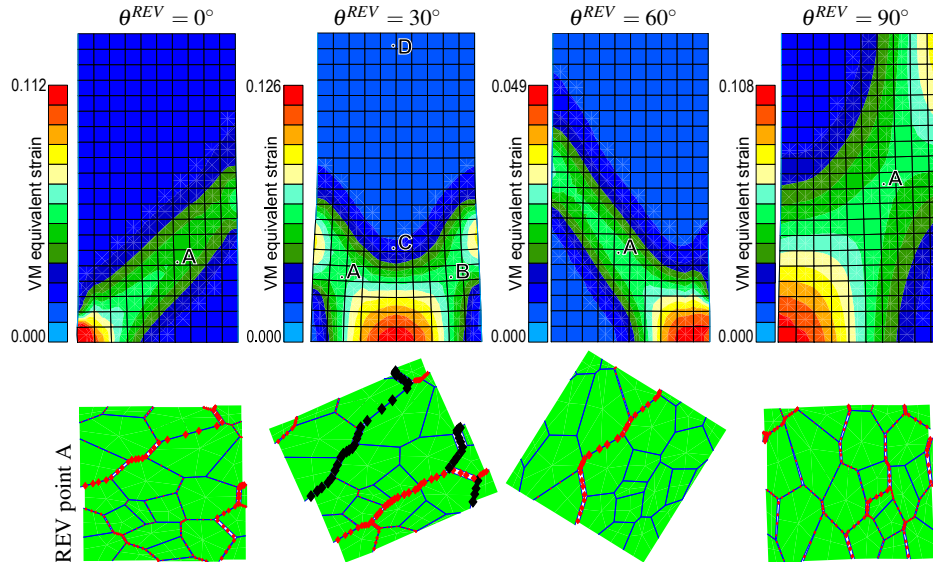 θ^REV = 0° θ^REV = 30° θ^REV = 60° θ^REV = 90°
D
0.112 0.126 0.049 0.108
VM equivalent strain VM equivalent strain VM equivalent strain VM equivalent strain
A
C A
A A B
0.000 0.000 0.000 0.000
REV point A